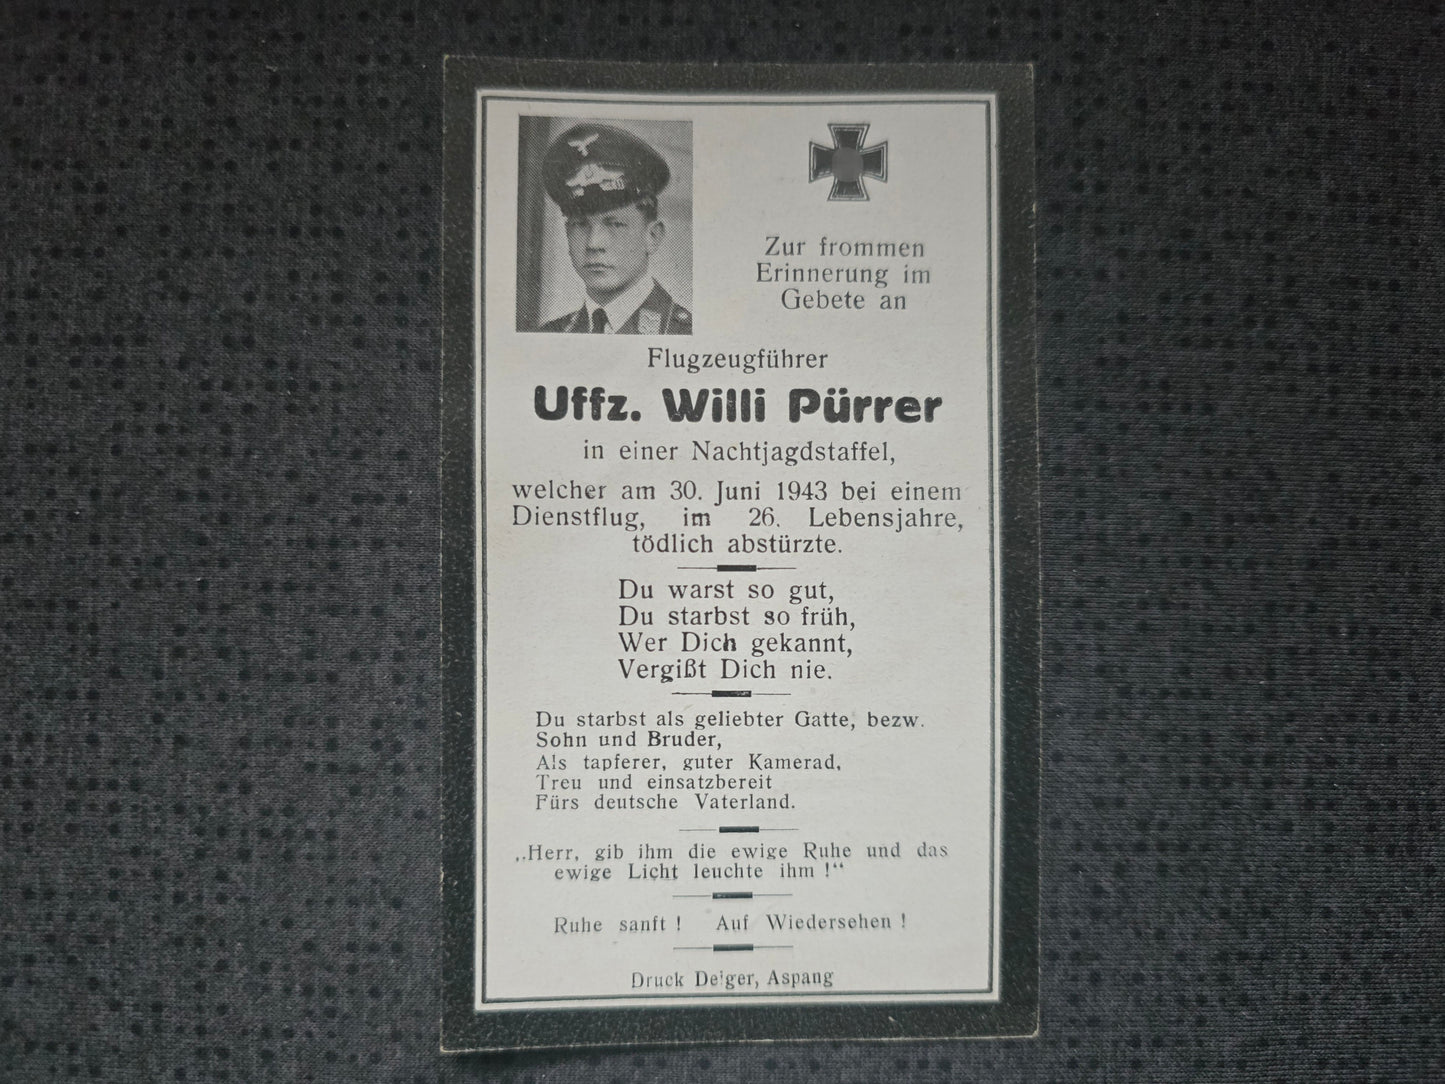 Zur frommen
Erinnerung im
Gebete an
Flugzeugführer
Uffz. Willi Pürrer
in einer Nachtjagdstaffel,
welcher am 30. Juni 1943 bei einem
Dienstflug, im 26. Lebensjahre,
tödlich abstürzte.
Du warst so gut,
Du starbst so früh,
Wer Dich gekannt,
Vergißt Dich nie.
Du starbst als geliebter Gatte, bezw.
Sohn und Bruder,
Als tapferer, guter Kamerad,
Treu und einsatzbereit
Fürs deutsche Vaterland.
„Herr, gib ihm die ewige Ruhe und das
ewige Licht leuchte ihm !“
Ruhe sanft ! Auf Wiedersehen !
Druck Deiger, Aspang